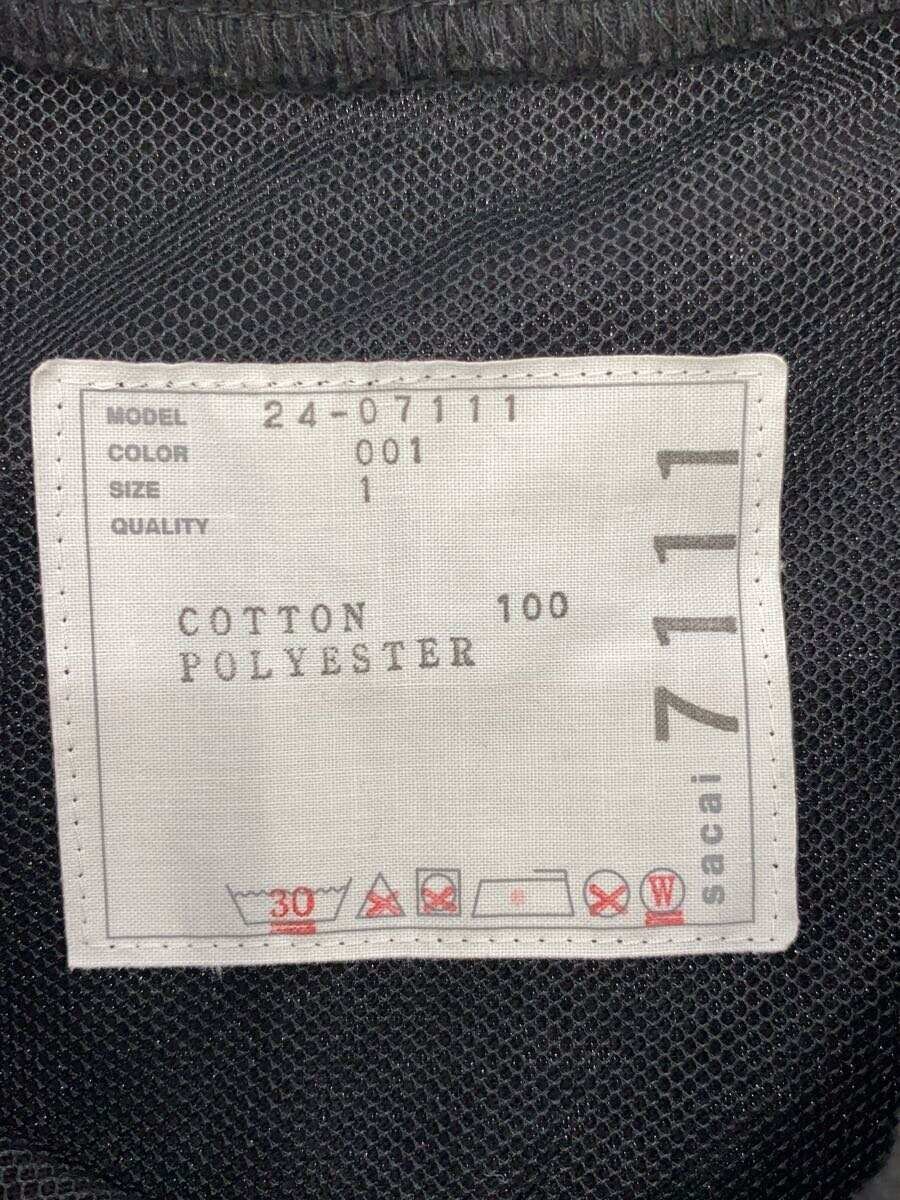 MODEL 24-07111
COLOR 001
SIZE 1
QUALITY
COTTON 100
POLYESTER
30
W
sacai 7111